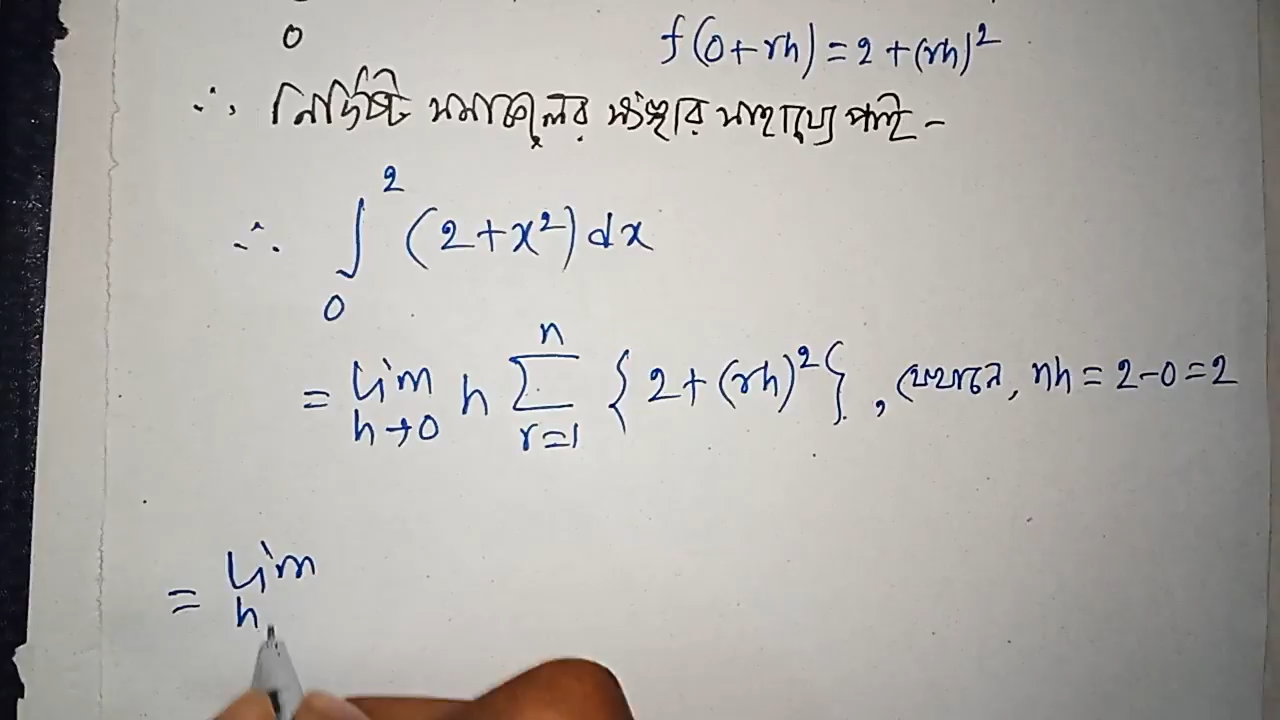 0
f(0+rh) = 2 + (rh)²
∴, নির্দিষ্ট সমাকলের সংজ্ঞার সাহায্যে পাই -
∴ ∫₀² (2+x²) dx
= lim h→0 h ∑ r=1 n {2+(rh)²}, যেখানে, nh = 2-0 = 2
= lim h